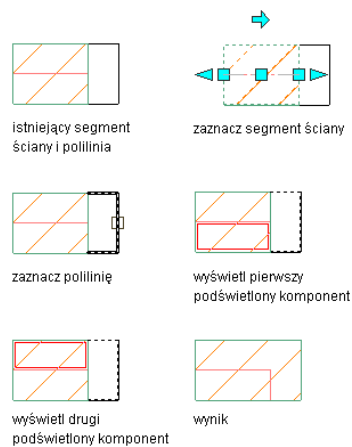 istniejący segment
ściany i polilinia
zaznacz segment ściany
zaznacz polilinię
wyświetl pierwszy
podświetlony komponent
wyświetl drugi
podświetlony komponent
wynik